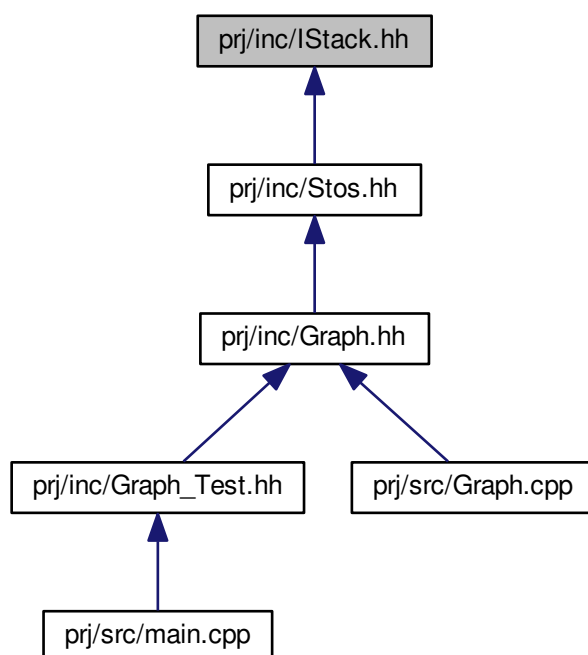 prj/inc/IStack.hh
prj/inc/Stos.hh
prj/inc/Graph.hh
prj/inc/Graph_Test.hh
prj/src/Graph.cpp
prj/src/main.cpp